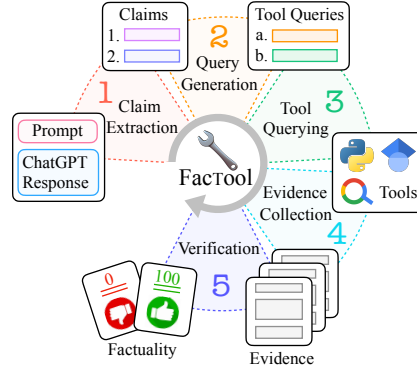 Claims
1.
2.
2
Query
Generation
Tool Queries
a.
b.
1
Claim
Extraction
3
Tool
Querying
Prompt
ChatGPT
Response
FacTool
Tools
Evidence
Collection
4
Verification
5
0
100
Factuality
Evidence